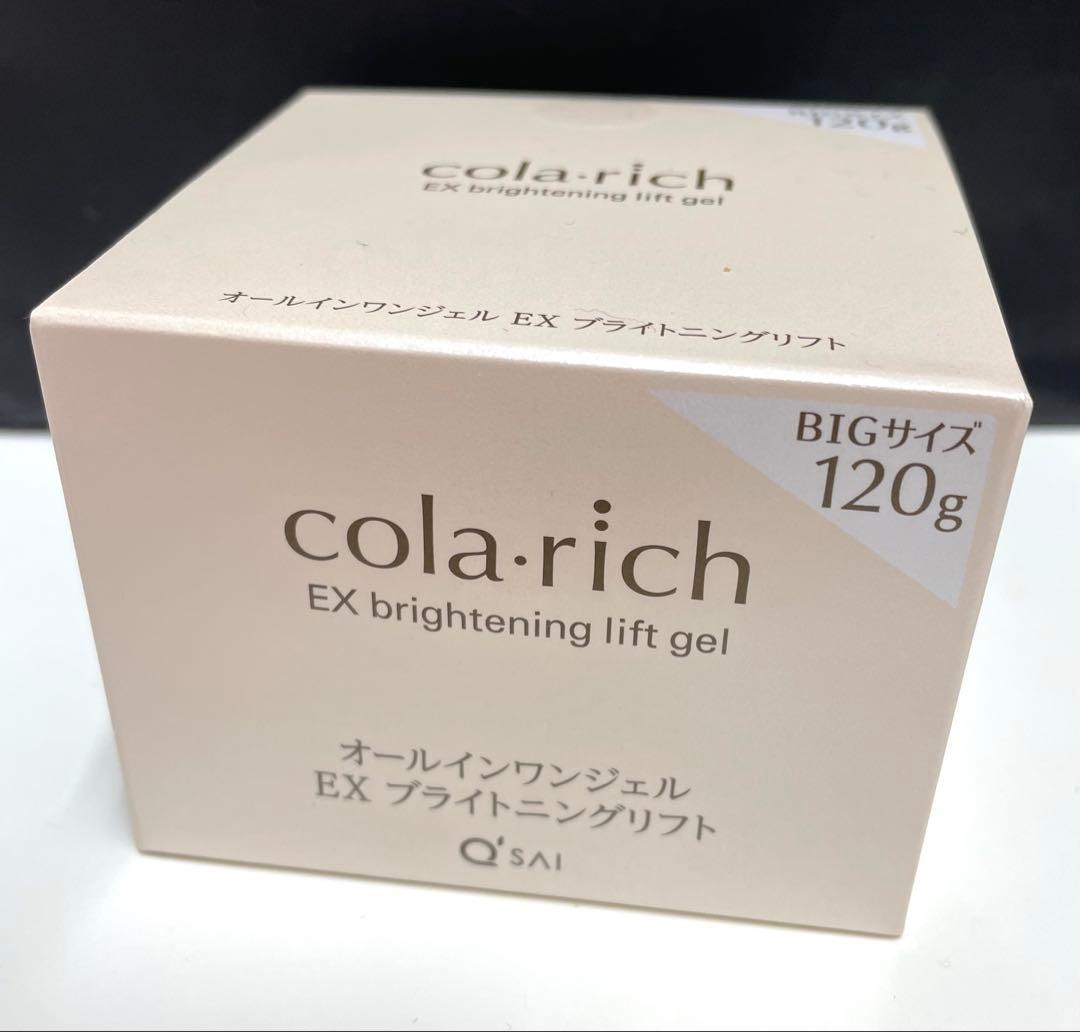 120g
cola·rich
EX brightening lift gel
オールインワンジェル EX ブライトニングリフト
BIGサイズ
120g
cola·rich
EX brightening lift gel
オールインワンジェル
EX ブライトニングリフト
Q'SAI